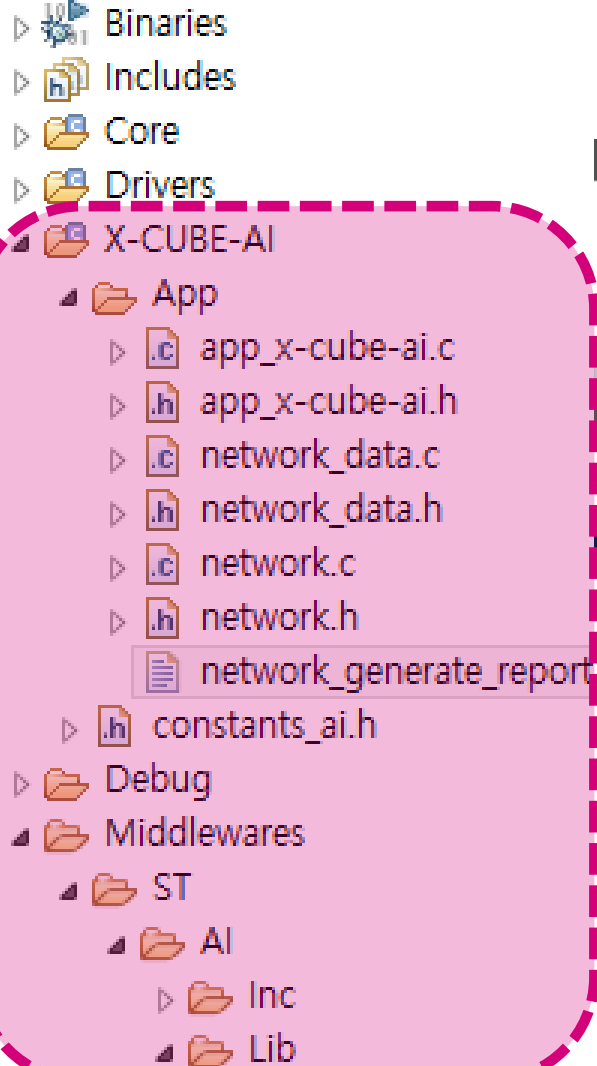 Binaries
Includes
Core
Drivers
X-CUBE-AI
App
app_x-cube-ai.c
app_x-cube-ai.h
network_data.c
network_data.h
network.c
network.h
network_generate_report
constants_ai.h
Debug
Middlewares
ST
AI
Inc
Lib